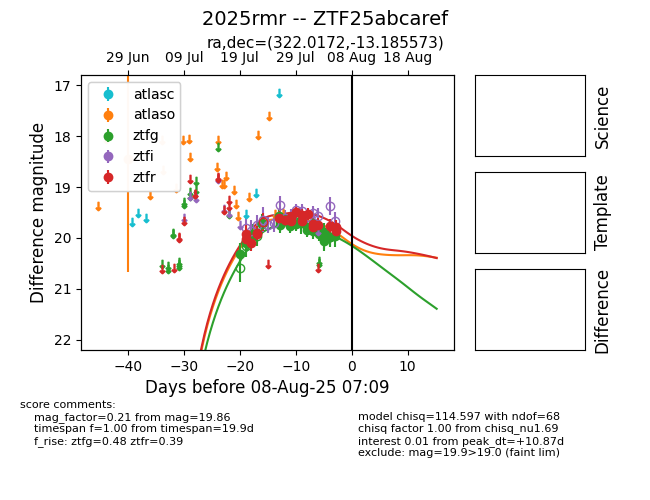 2025rmr -- ZTF25abcaref
ra,dec=(322.0172,-13.185573)
29 Jun 09 Jul 19 Jul 29 Jul 08 Aug 18 Aug
17
18
19
20
21
22
Difference magnitude
atlasc
atlaso
ztfg
ztfi
ztfr
−40 −30 −20 −10 0 10
Days before 08-Aug-25 07:09
Science
Template
Difference
score comments:
mag_factor=0.21 from mag=19.86
timespan f=1.00 from timespan=19.9d
f_rise: ztfg=0.48 ztfr=0.39
model chisq=114.597 with ndof=68
chisq factor 1.00 from chisq_nu1.69
interest 0.01 from peak_dt=+10.87d
exclude: mag=19.9>19.0 (faint lim)